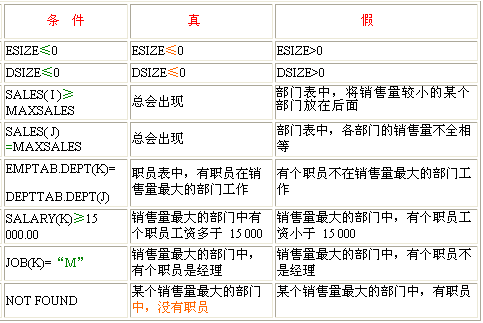 条 件 真 假
ESIZE≤0 ESIZE≤0 ESIZE>0
DSIZE≤0 DSIZE≤0 DSIZE>0
SALES( I )≥
MAXSALES
总会出现
部门表中，将销售量较小的某个
部门放在后面
SALES( J)
=MAXSALES
总会出现
部门表中，各部门的销售量不全相
等
EMPTAB.DEPT(K)=
DEPTTAB.DEPT(J)
职员表中，有职员在销
售量最大的部门工作
有个职员不在销售量最大的部门工
作
SALARY(K)≥15
000.00
销售量最大的部门中有
个职员工资多于 15 000
销售量最大的部门中，有个职员工
资小于 15 000
JOB(K)=“M”
销售量最大的部门中，
有个职员是经理
销售量最大的部门中，有个职员不
是经理
NOT FOUND
某个销售量最大的部门
中，没有职员
某个销售量最大的部门中，有职员